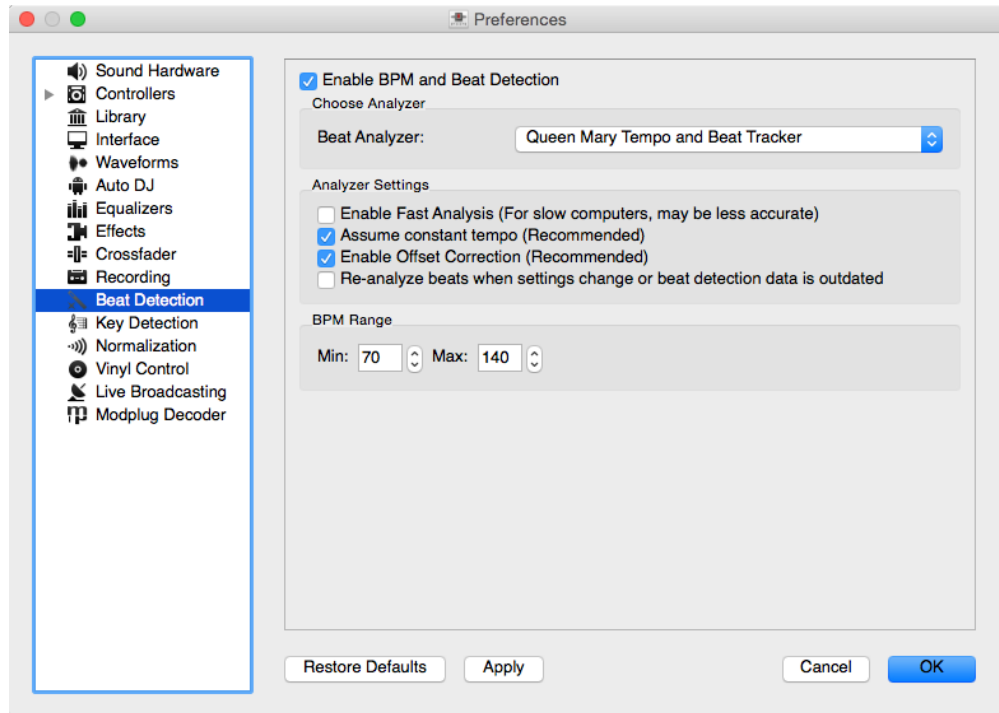 Preferences
Sound Hardware
Controllers
Library
Interface
Waveforms
Auto DJ
Equalizers
Effects
Crossfader
Recording
Beat Detection
Key Detection
Normalization
Vinyl Control
Live Broadcasting
Modplug Decoder
Enable BPM and Beat Detection
Choose Analyzer
Beat Analyzer: Queen Mary Tempo and Beat Tracker
Analyzer Settings
Enable Fast Analysis (For slow computers, may be less accurate)
Assume constant tempo (Recommended)
Enable Offset Correction (Recommended)
Re-analyze beats when settings change or beat detection data is outdated
BPM Range
Min: 70 Max: 140
Restore Defaults Apply Cancel OK